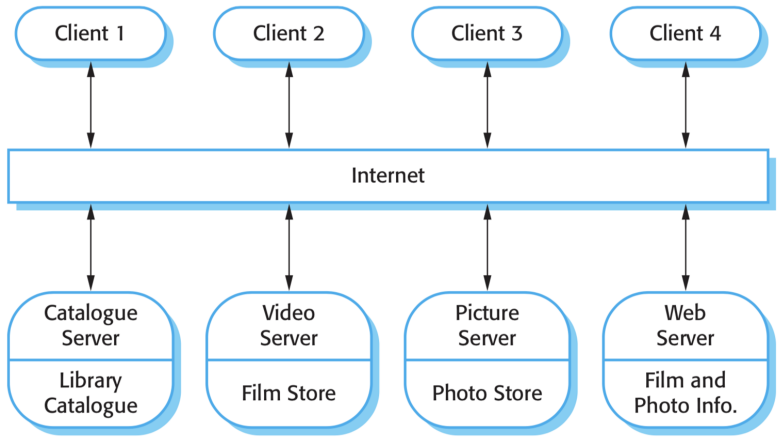 Client 1
Client 2
Client 3
Client 4
Internet
Catalogue
Server
Library
Catalogue
Video
Server
Film Store
Picture
Server
Photo Store
Web
Server
Film and
Photo Info.